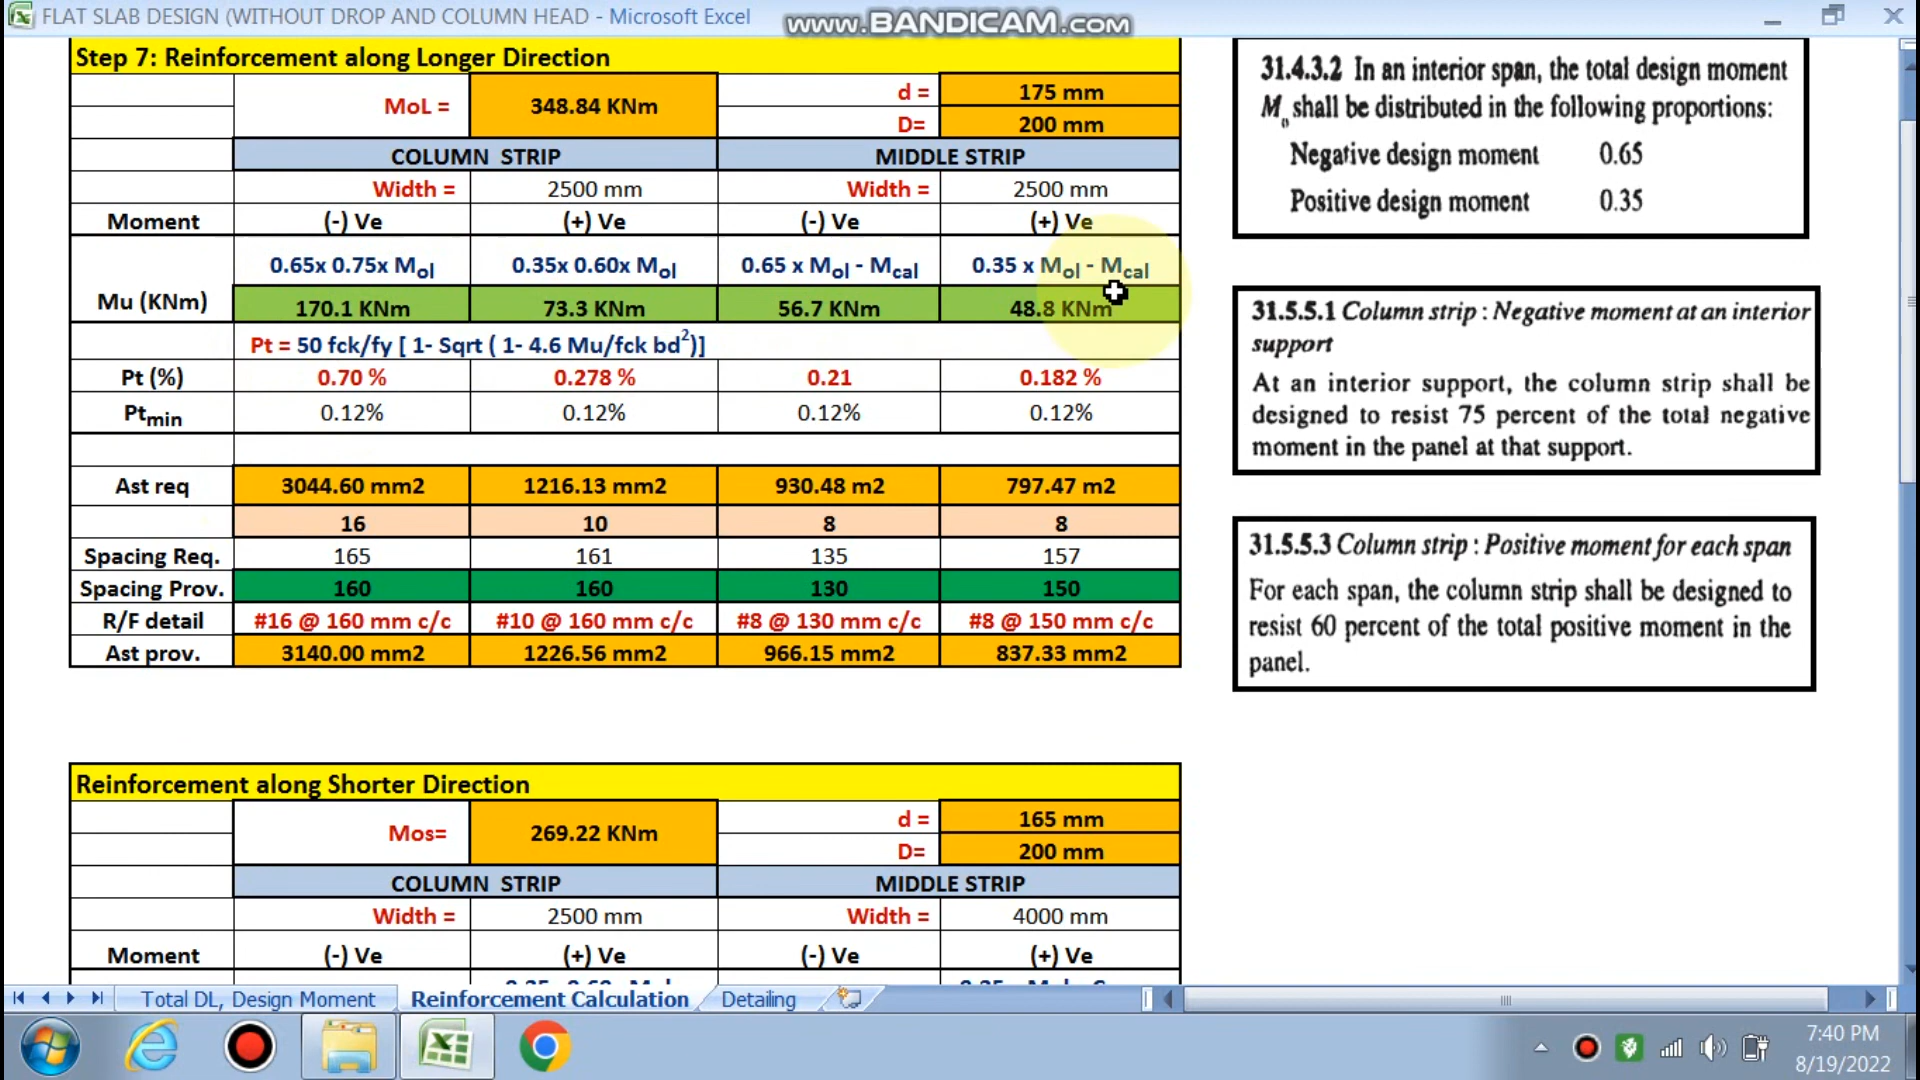 FLAT SLAB DESIGN (WITHOUT DROP AND COLUMN HEAD - Microsoft Excel
www.BANDICAM.com
Step 7: Reinforcement along Longer Direction
MoL = 348.84 KNm d = 175 mm
D= 200 mm
COLUMN STRIP MIDDLE STRIP
Width = 2500 mm Width = 2500 mm
Moment (-) Ve (+) Ve (-) Ve (+) Ve
0.65x 0.75x Mol 0.35x 0.60x Mol 0.65 x Mol - Mcal 0.35 x Mol - Mcal
Mu (KNm) 170.1 KNm 73.3 KNm 56.7 KNm 48.8 KNm
Pt = 50 fck/fy [ 1- Sqrt ( 1- 4.6 Mu/fck bd²)]
Pt (%) 0.70 % 0.278 % 0.21 0.182 %
Ptmin 0.12% 0.12% 0.12% 0.12%
Ast req 3044.60 mm2 1216.13 mm2 930.48 m2 797.47 m2
16 10 8 8
Spacing Req. 165 161 135 157
Spacing Prov. 160 160 130 150
R/F detail #16 @ 160 mm c/c #10 @ 160 mm c/c #8 @ 130 mm c/c #8 @ 150 mm c/c
Ast prov. 3140.00 mm2 1226.56 mm2 966.15 mm2 837.33 mm2
Reinforcement along Shorter Direction
Mos= 269.22 KNm d = 165 mm
D= 200 mm
COLUMN STRIP MIDDLE STRIP
Width = 2500 mm Width = 4000 mm
Moment (-) Ve (+) Ve (-) Ve (+) Ve
31.4.3.2 In an interior span, the total design moment
M0 shall be distributed in the following proportions:
Negative design moment 0.65
Positive design moment 0.35
31.5.5.1 Column strip : Negative moment at an interior
support
At an interior support, the column strip shall be
designed to resist 75 percent of the total negative
moment in the panel at that support.
31.5.5.3 Column strip : Positive moment for each span
For each span, the column strip shall be designed to
resist 60 percent of the total positive moment in the
panel.
Total DL, Design Moment Reinforcement Calculation Detailing
7:40 PM
8/19/2022